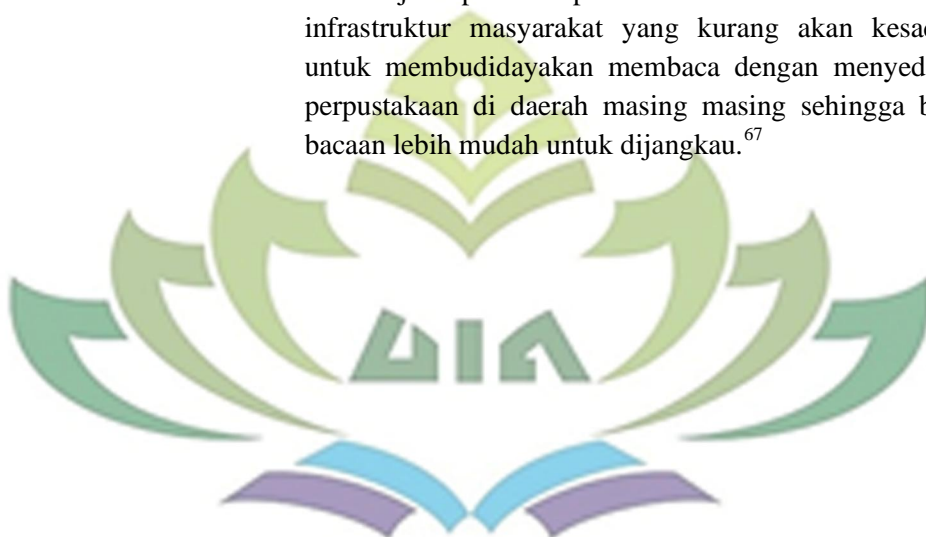 infrastruktur masyarakat yang kurang akan
untuk membudidayakan membaca dengan
perpustakaan di daerah masing masing sehingga
bacaan lebih mudah untuk dijangkau.67
UIN